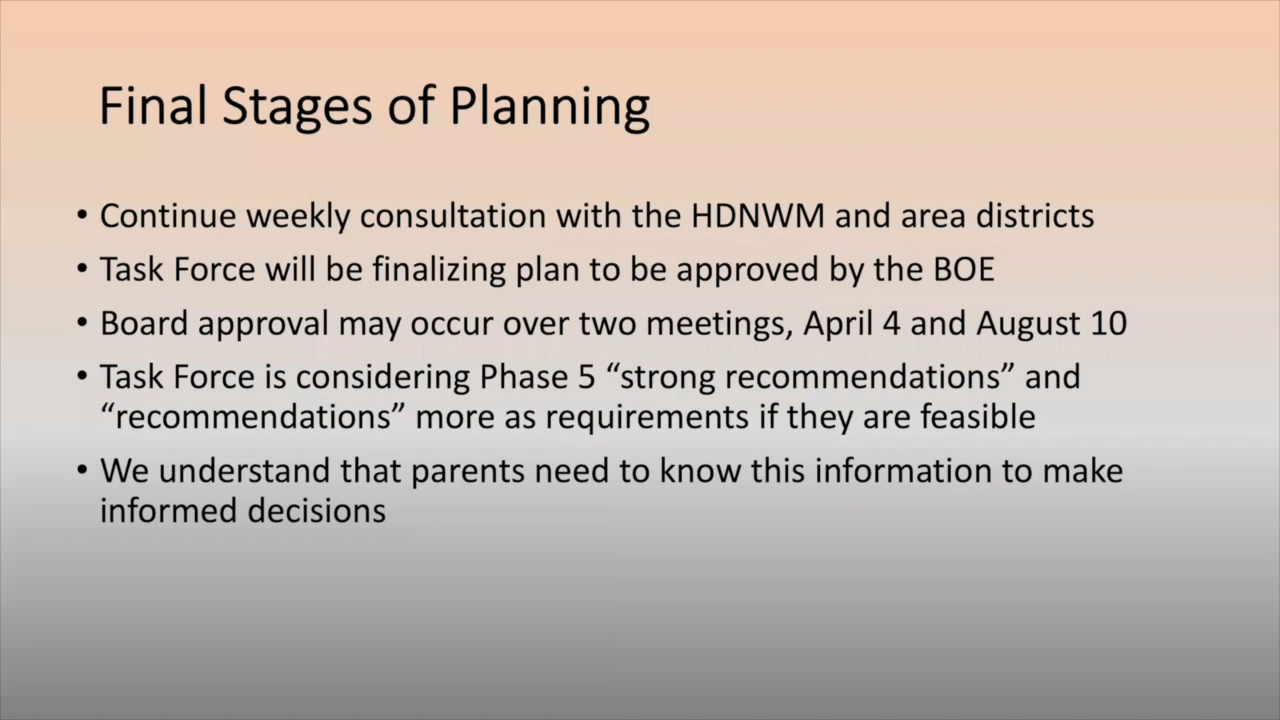 Final Stages of Planning
• Continue weekly consultation with the HDNWM and area districts
• Task Force will be finalizing plan to be approved by the BOE
• Board approval may occur over two meetings, April 4 and August 10
• Task Force is considering Phase 5 “strong recommendations” and
“recommendations” more as requirements if they are feasible
• We understand that parents need to know this information to make
informed decisions